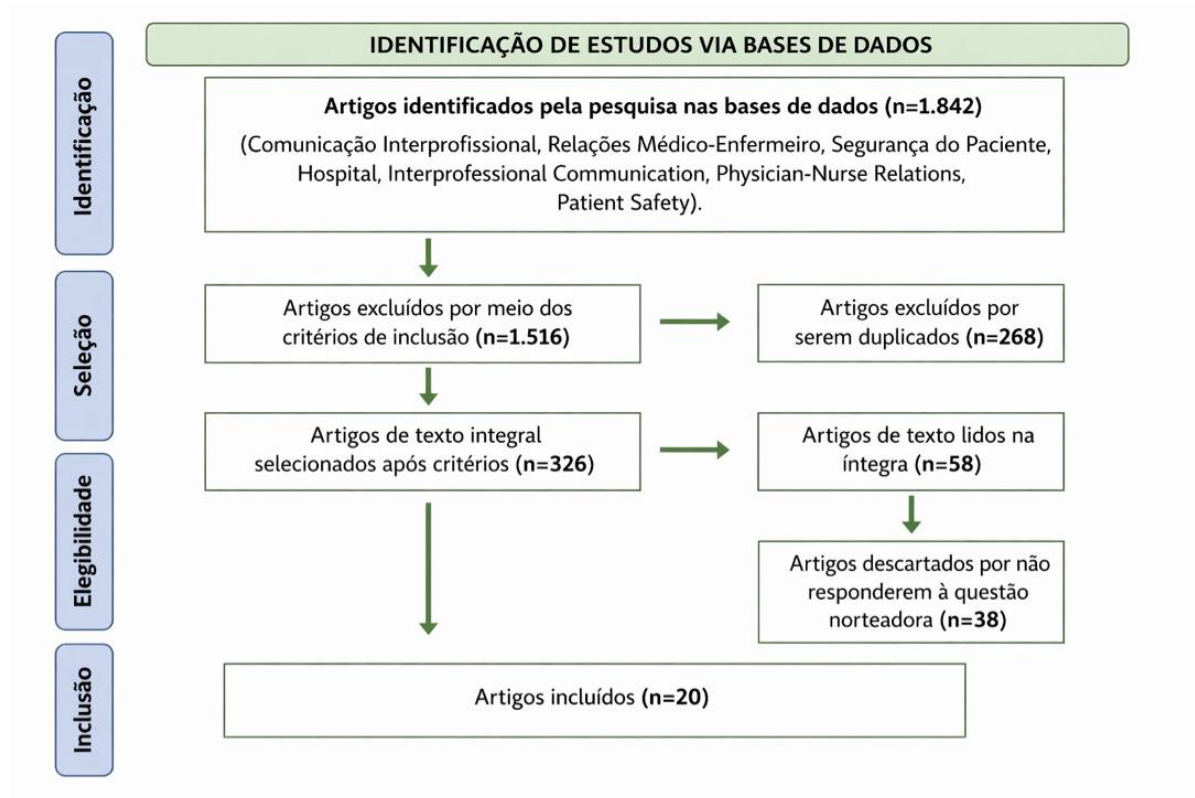 IDENTIFICAÇÃO DE ESTUDOS VIA BASES DE DADOS
Identificação
Artigos identificados pela pesquisa nas bases de dados (n=1.842)
(Comunicação Interprofissional, Relações Médico-Enfermeiro, Segurança do Paciente,
Hospital, Interprofessional Communication, Physician-Nurse Relations,
Patient Safety).
Seleção
Artigos excluídos por meio dos
critérios de inclusão (n=1.516)
Artigos excluídos por
serem duplicados (n=268)
Artigos de texto integral
selecionados após critérios (n=326)
Artigos de texto lidos na
íntegra (n=58)
Elegibilidade
Artigos descartados por não
responderem à questão
norteadora (n=38)
Inclusão
Artigos incluídos (n=20)